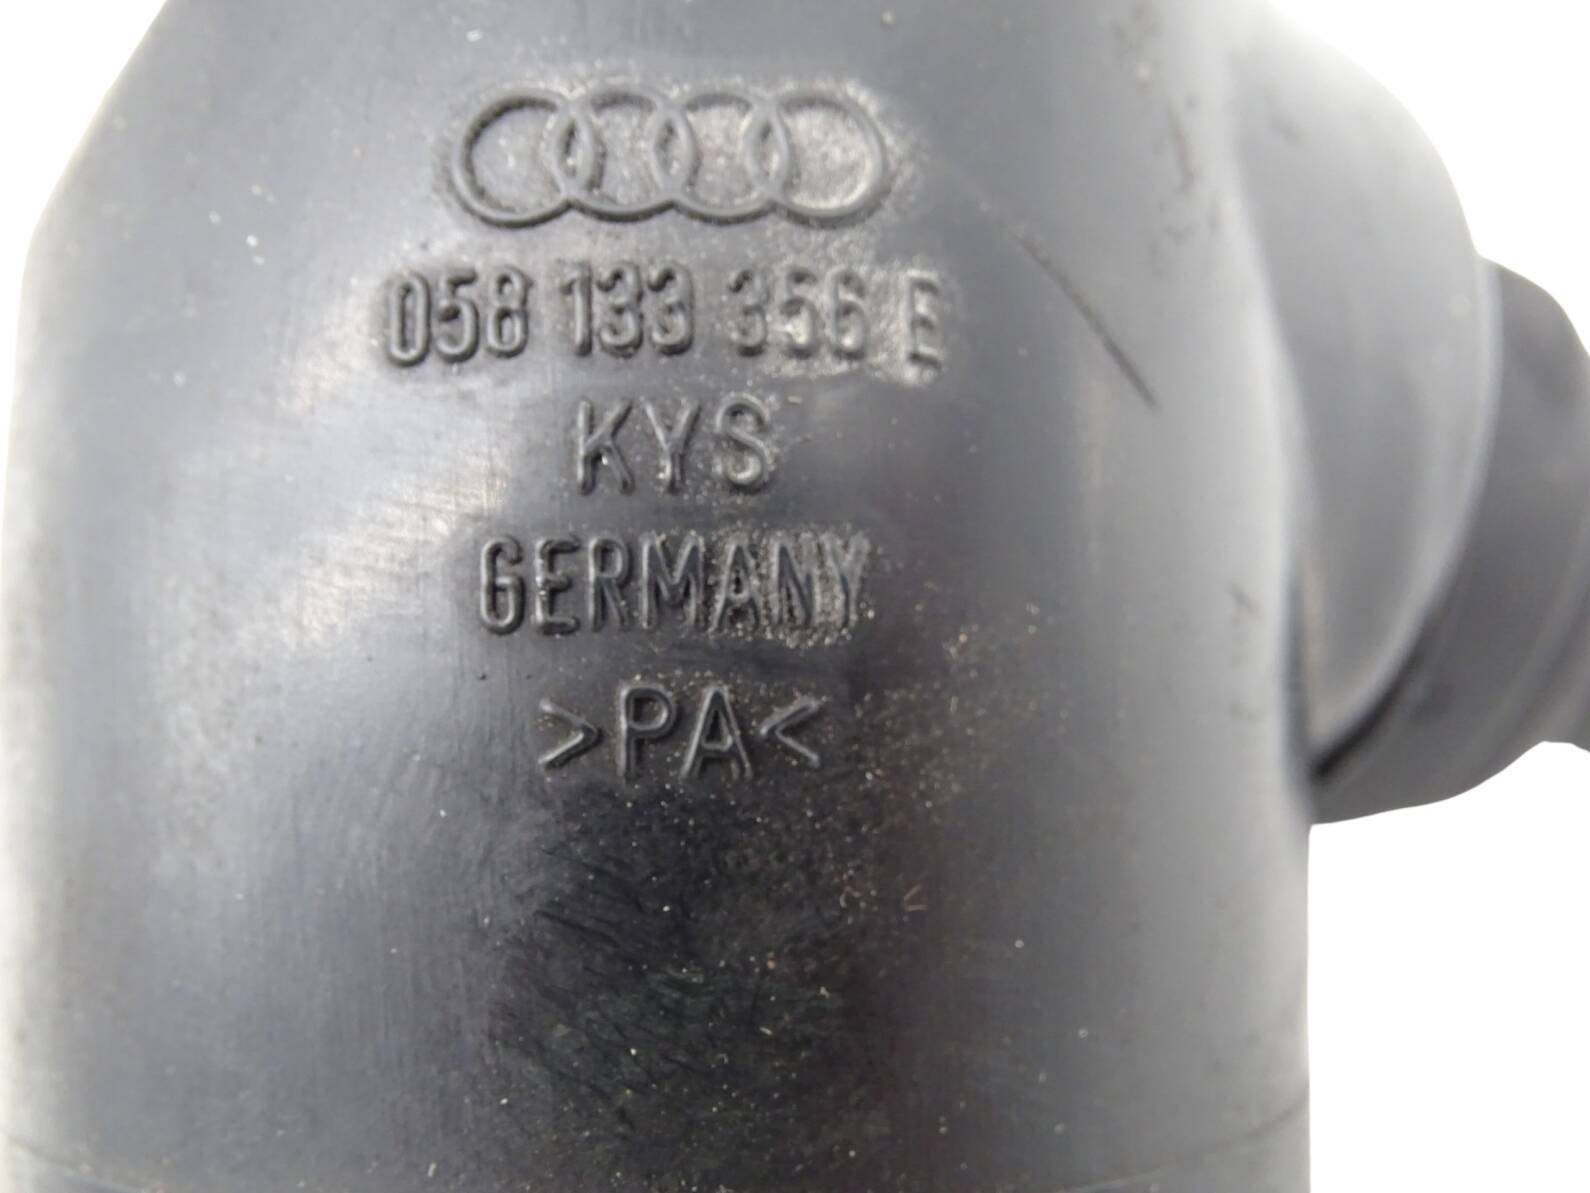 058 133 356 E
KYS
GERMANY
>PA<